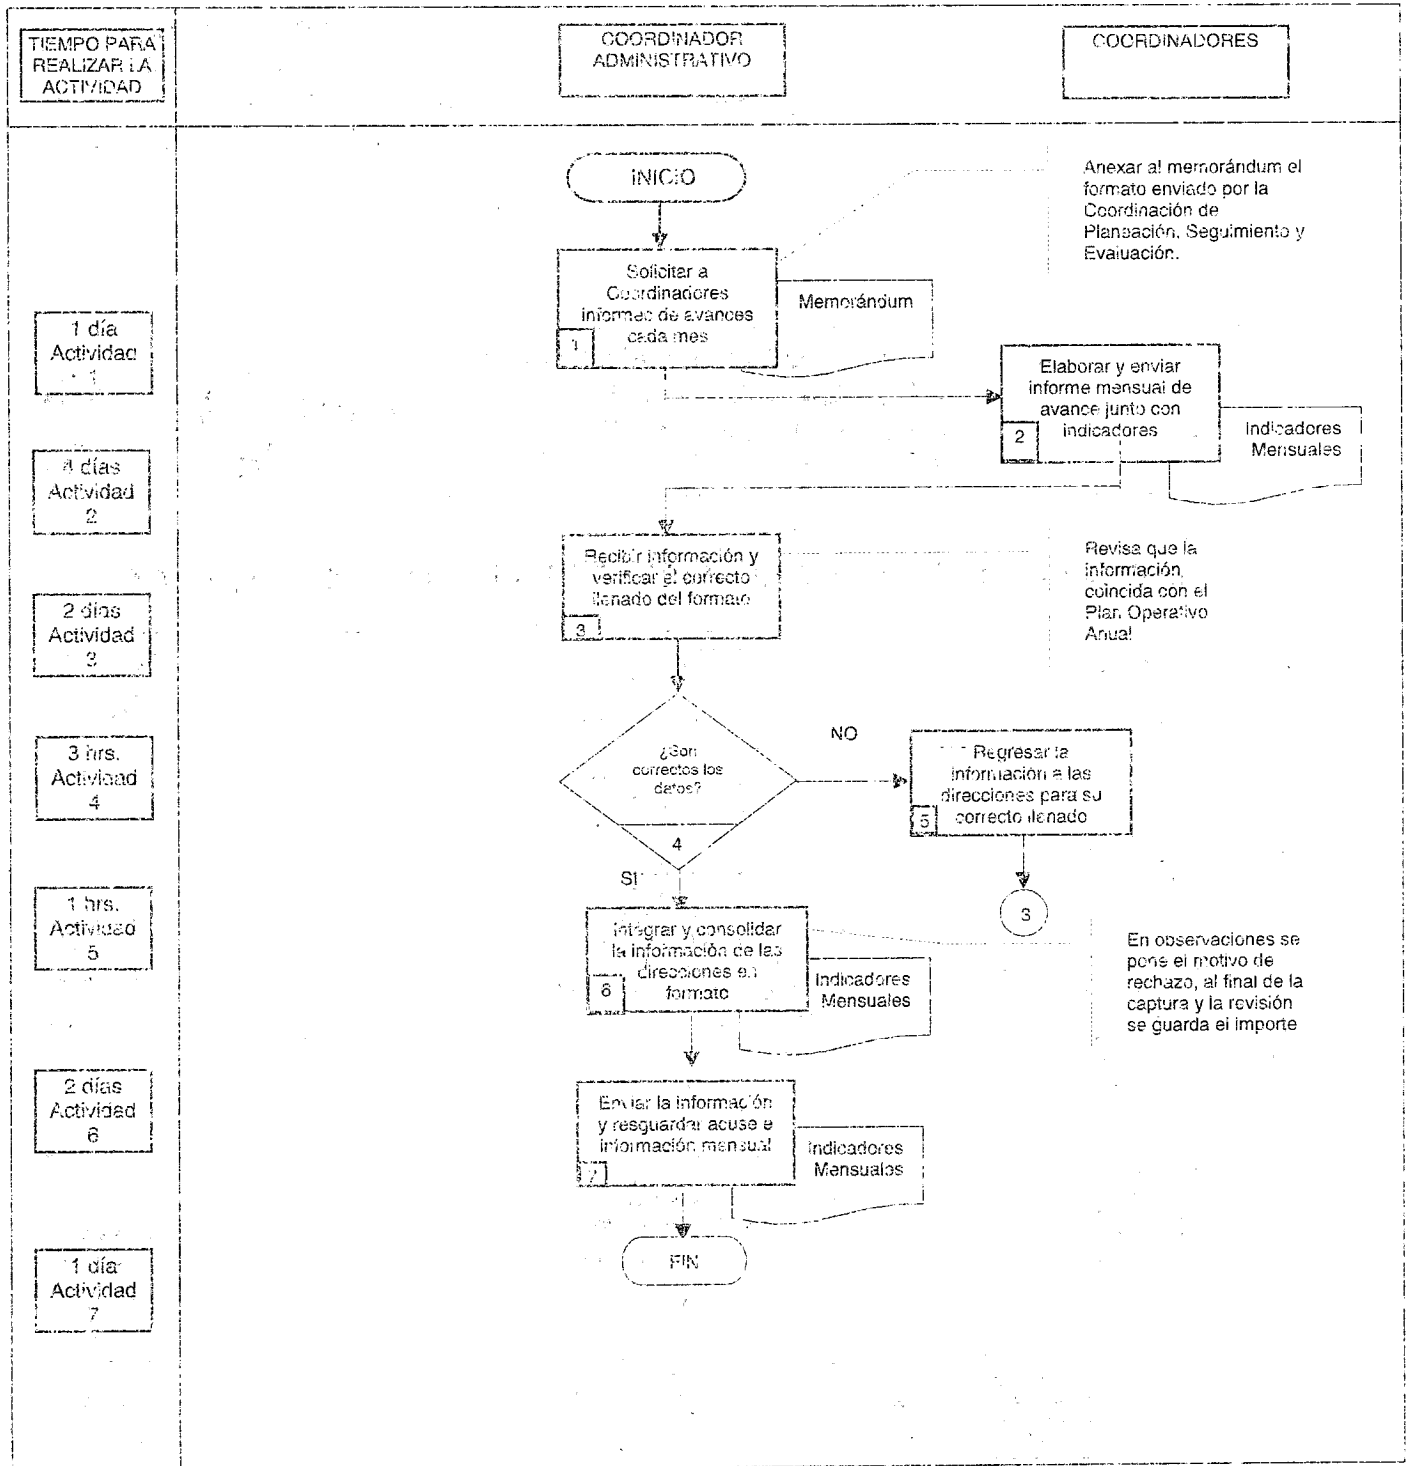 TIEMPO PARA
REALIZAR LA
ACTIVIDAD
COORDINADOR
ADMINISTRATIVO
COORDINADORES
INICIO
Anexar al memorándum el
formato enviado por la
Coordinación de
Planeación, Seguimiento y
Evaluación.
Solicitar a
Coordinadores
informes de avances
cada mes
1
Memorándum
1 día
Actividad
1
Elaborar y enviar
informe mensual de
avance junto con
indicadores
2
Indicadores
Mensuales
4 días
Actividad
2
Recibir información y
verificar el correcto
llenado del formato
3
Revisa que la
información
coincida con el
Plan Operativo
Anual
2 días
Actividad
3
¿Son
correctos los
datos?
4
NO
SI
Regresar la
información a las
direcciones para su
correcto llenado
5
3
3 hrs.
Actividad
4
1 hrs.
Actividad
5
Integrar y consolidar
la información de las
direcciones en
formato
6
Indicadores
Mensuales
En observaciones se
pone el motivo de
rechazo, al final de la
captura y la revisión
se guarda el importe
2 días
Actividad
6
Enviar la información
y resguardar acuse e
información mensual
7
Indicadores
Mensuales
FIN
1 día
Actividad
7